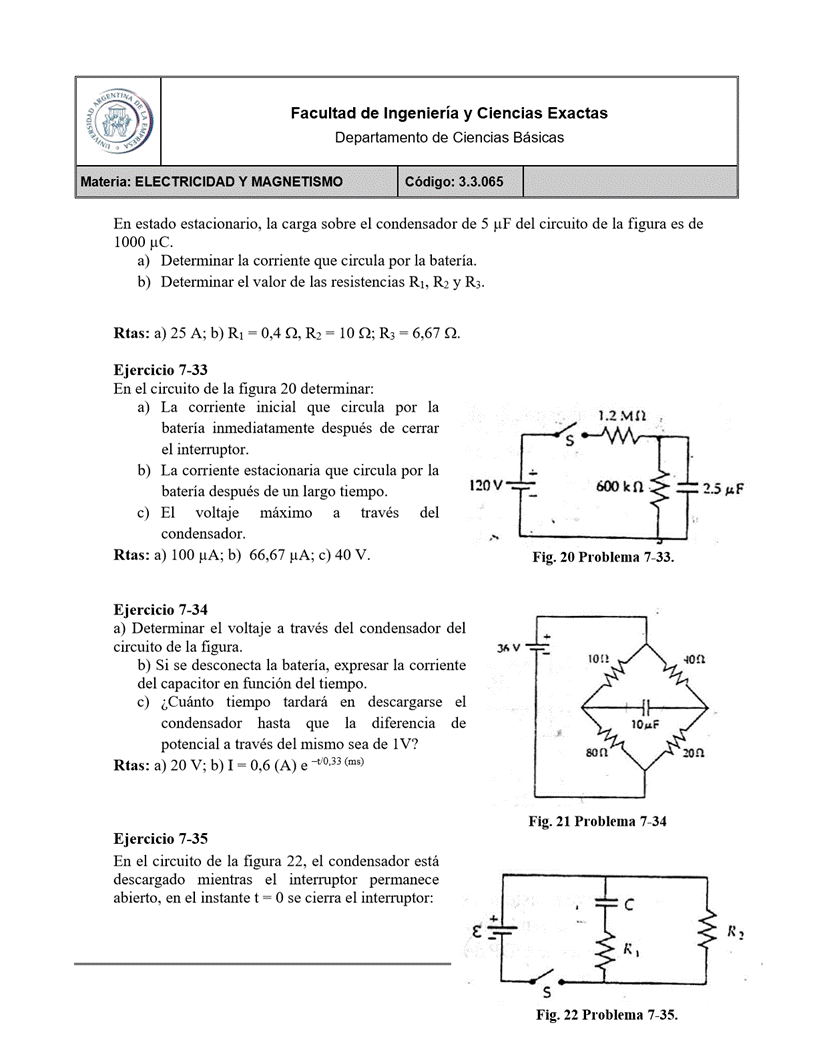 UNIVERSIDAD ARGENTINA DE LA EMPRESA
UNIV
Facultad de Ingeniería y Ciencias Exactas
Departamento de Ciencias Básicas
Materia: ELECTRICIDAD Y MAGNETISMO
Código: 3.3.065
En estado estacionario, la carga sobre el condensador de 5 µF del circuito de la figura es de
1000 µC.
a) Determinar la corriente que circula por la batería.
b) Determinar el valor de las resistencias R₁, R₂ y R₃.
Rtas: a) 25 A; b) R₁ = 0,4 Ω, R₂ = 10 Ω; R₃ = 6,67 Ω.
Ejercicio 7-33
En el circuito de la figura 20 determinar:
a) La corriente inicial que circula por la
batería inmediatamente después de cerrar
el interruptor.
b) La corriente estacionaria que circula por la
batería después de un largo tiempo.
c) El voltaje máximo a través del
condensador.
Rtas: a) 100 µA; b) 66,67 µA; c) 40 V.
1.2 MΩ
S
120 V
+
–
600 kΩ
2.5 µF
Fig. 20 Problema 7-33.
Ejercicio 7-34
a) Determinar el voltaje a través del condensador del
circuito de la figura.
b) Si se desconecta la batería, expresar la corriente
del capacitor en función del tiempo.
c) ¿Cuánto tiempo tardará en descargarse el
condensador hasta que la diferencia de
potencial a través del mismo sea de 1V?
Rtas: a) 20 V; b) I = 0,6 (A) e –t/0,33 (ms)
36 V
+
–
10Ω
40Ω
10µF
80Ω
20Ω
Fig. 21 Problema 7-34
Ejercicio 7-35
En el circuito de la figura 22, el condensador está
descargado mientras el interruptor permanece
abierto, en el instante t = 0 se cierra el interruptor:
ε
+
–
C
R₁
R₂
S
Fig. 22 Problema 7-35.